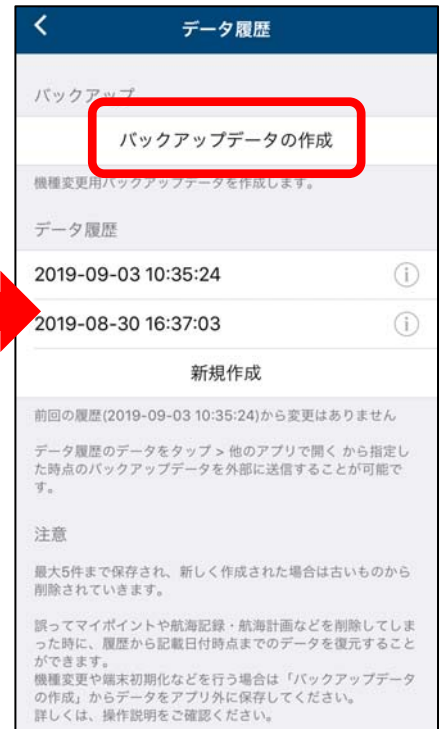 データ履歴
バックアップ
バックアップデータの作成
機種変更用バックアップデータを作成します。
データ履歴
2019-09-03 10:35:24
2019-08-30 16:37:03
新規作成
前回の履歴(2019-09-03 10:35:24)から変更はありません
データ履歴のデータをタップ > 他のアプリで開く から指定し
た時点のバックアップデータを外部に送信することが可能で
す。
注意
最大5件まで保存され、新しく作成された場合は古いものから
削除されていきます。
誤ってマイポイントや航海記録・航海計画などを削除してしま
った時に、履歴から記載日付時点までのデータを復元すること
ができます。
機種変更や端末初期化などを行う場合は「バックアップデータ
の作成」からデータをアプリ外に保存してください。
詳しくは、操作説明をご確認ください。